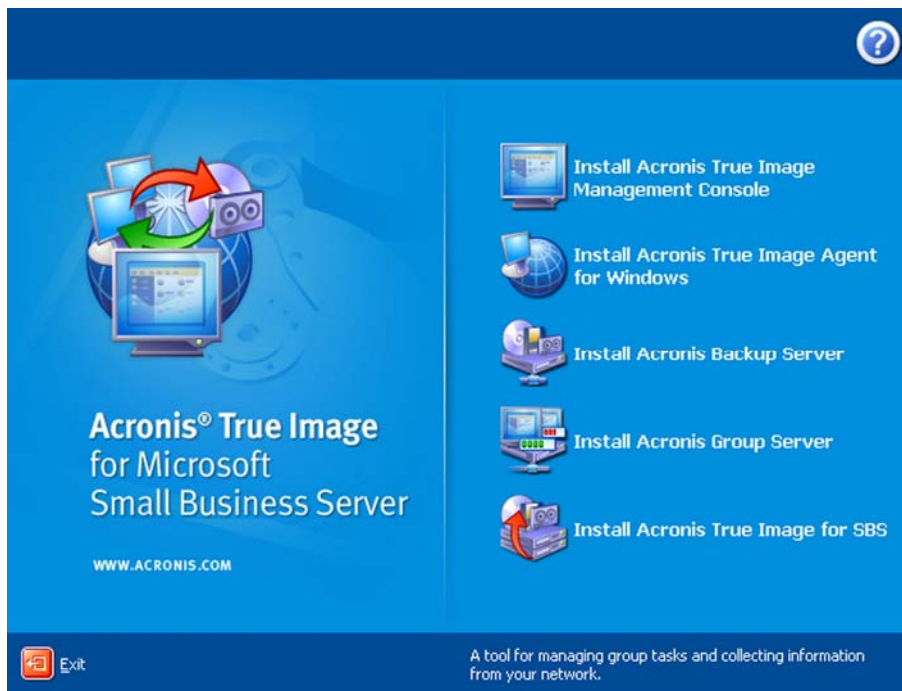 Install Acronis True Image
Management Console
Install Acronis True Image Agent
for Windows
Install Acronis Backup Server
Install Acronis Group Server
Install Acronis True Image for SBS
Acronis® True Image
for Microsoft
Small Business Server
WWW.ACRONIS.COM
Exit
A tool for managing group tasks and collecting information
from your network.